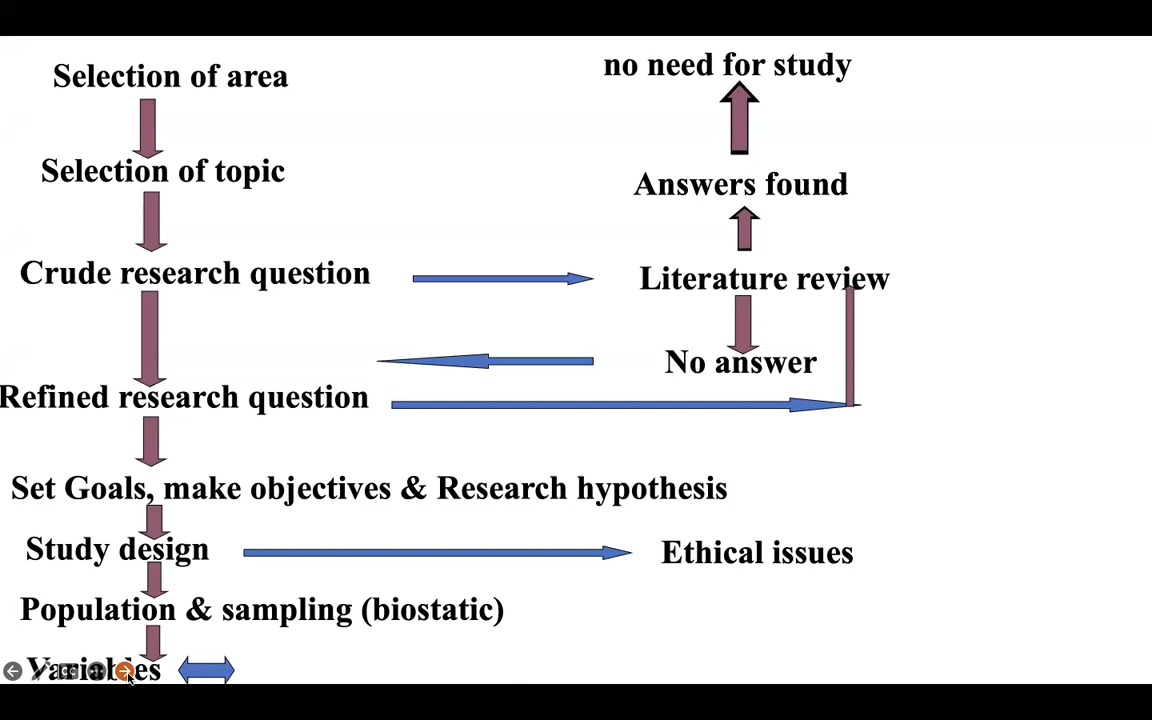 Selection of area
no need for study
Selection of topic
Answers found
Crude research question
Literature review
No answer
Refined research question
Set Goals, make objectives & Research hypothesis
Study design
Ethical issues
Population & sampling (biostatic)
Variables